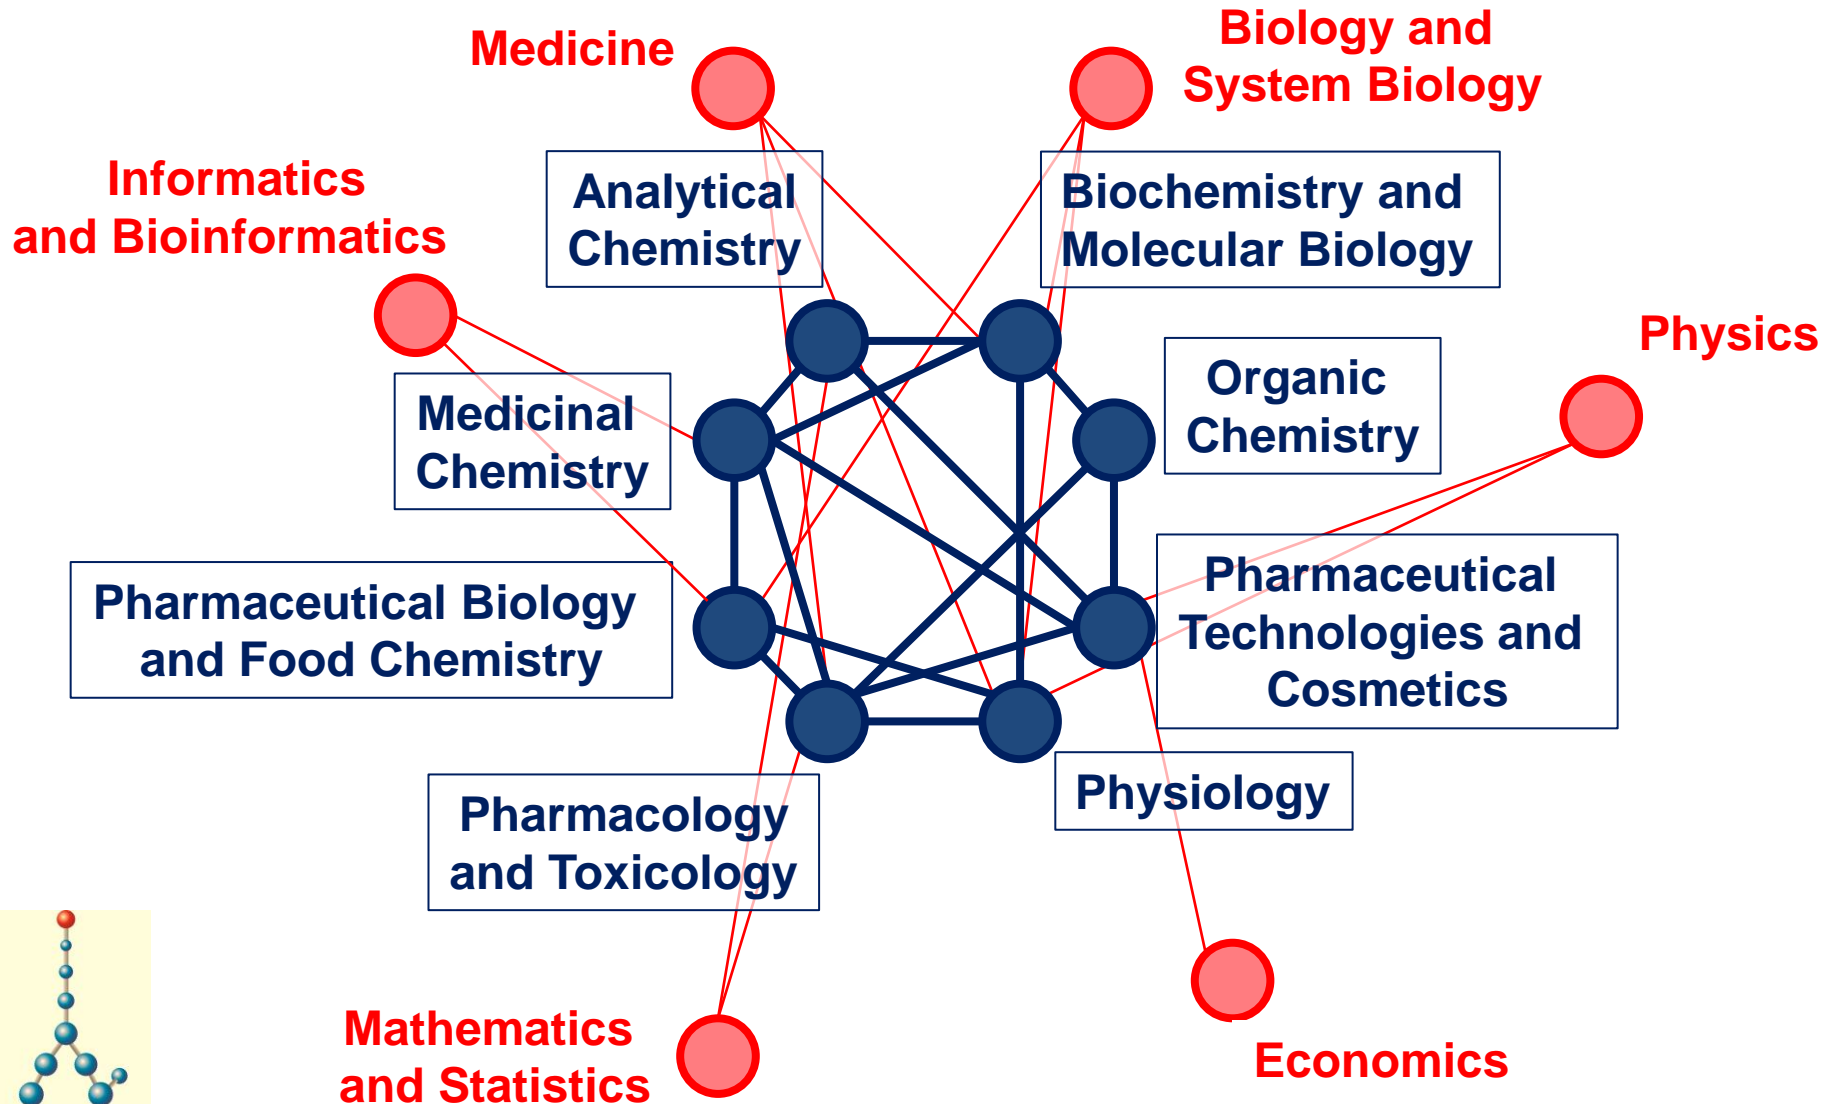 Medicine
Biology and
System Biology
Informatics
and Bioinformatics
Analytical
Chemistry
Biochemistry and
Molecular Biology
Physics
Organic
Chemistry
Medicinal
Chemistry
Pharmaceutical Biology
and Food Chemistry
Pharmaceutical
Technologies and
Cosmetics
Pharmacology
and Toxicology
Physiology
Mathematics
and Statistics
Economics